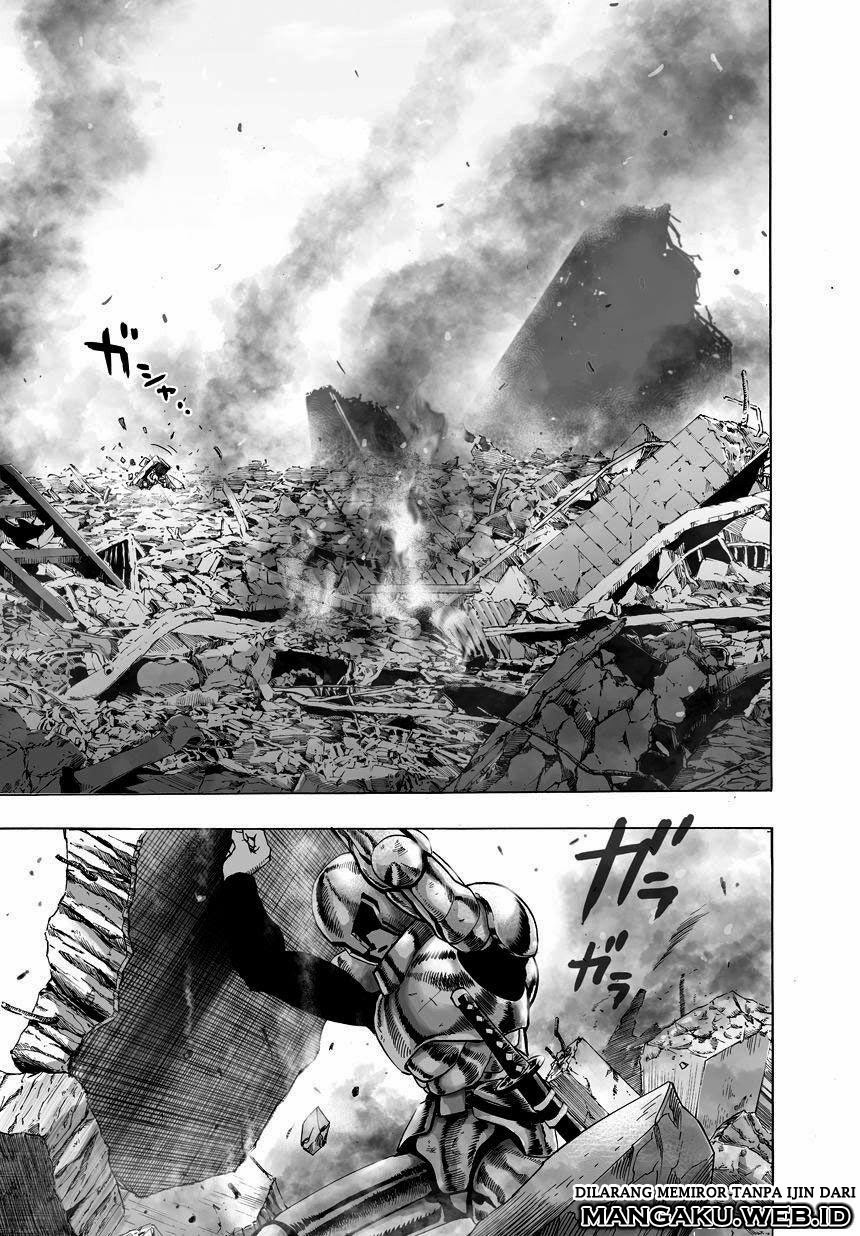 ガシャ..
ガラ
ガラ
DILARANG MEMIROR TANPA IJIN DARI
MANGAKU.WEB.ID